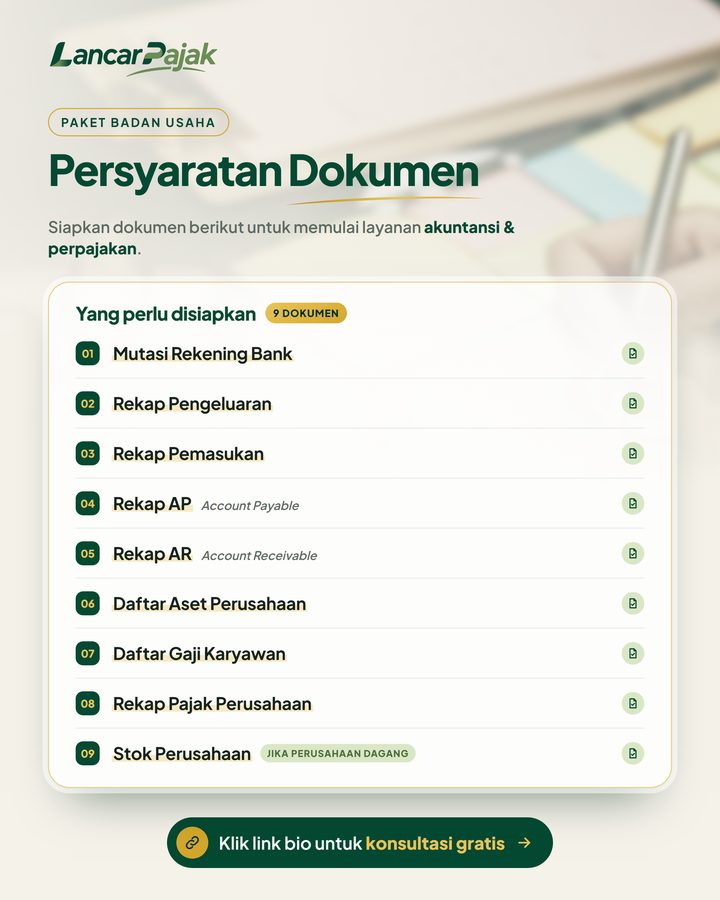 LancarPajak
PAKET BADAN USAHA
Persyaratan Dokumen
Siapkan dokumen berikut untuk memulai layanan akuntansi &
perpajakan.
Yang perlu disiapkan 9 DOKUMEN
01 Mutasi Rekening Bank
02 Rekap Pengeluaran
03 Rekap Pemasukan
04 Rekap AP Account Payable
05 Rekap AR Account Receivable
06 Daftar Aset Perusahaan
07 Daftar Gaji Karyawan
08 Rekap Pajak Perusahaan
09 Stok Perusahaan JIKA PERUSAHAAN DAGANG
Klik link bio untuk konsultasi gratis →